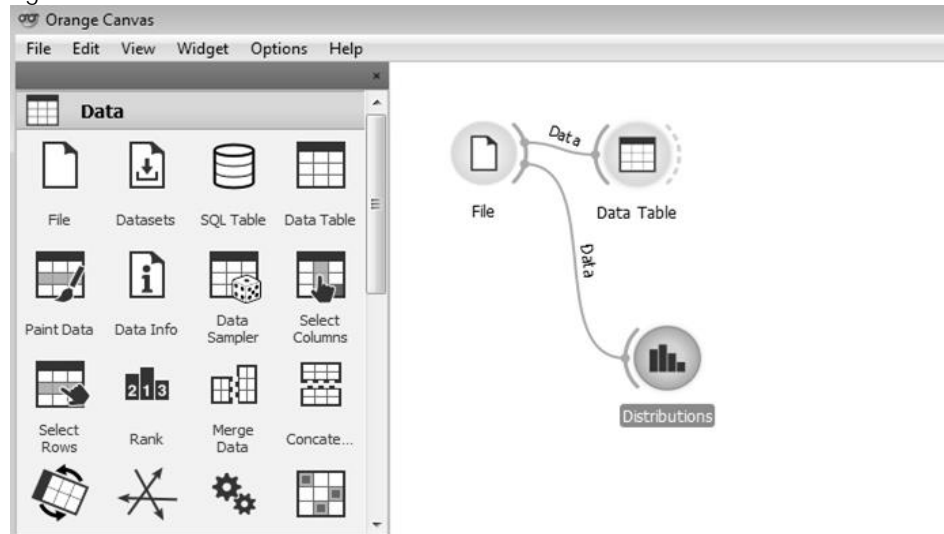 Orange Canvas
File Edit View Widget Options Help
Data
File Datasets SQL Table Data Table
Paint Data Data Info Data Sampler Select Columns
Select Rows Rank Merge Data Concate...
Data
File
Data Table
Data
Distributions